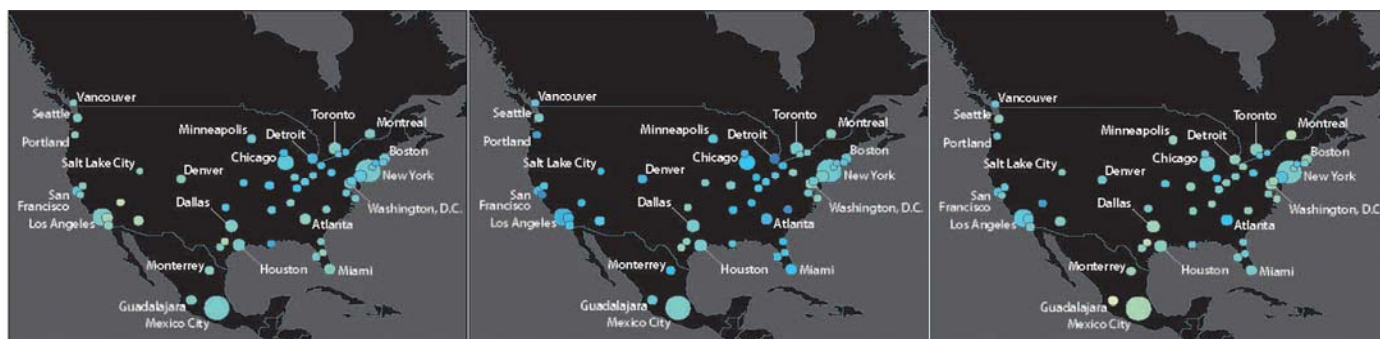 Vancouver
Seattle
Portland
Salt Lake City
San
Francisco
Los Angeles
Denver
Minneapolis
Chicago
Detroit
Toronto
Montreal
Boston
New York
Washington, D.C.
Dallas
Atlanta
Houston
Miami
Monterrey
Guadalajara
Mexico City
Vancouver
Seattle
Portland
Salt Lake City
San
Francisco
Los Angeles
Denver
Minneapolis
Chicago
Detroit
Toronto
Montreal
Boston
New York
Washington, D.C.
Dallas
Atlanta
Houston
Miami
Monterrey
Guadalajara
Mexico City
Vancouver
Seattle
Portland
Salt Lake City
San
Francisco
Los Angeles
Denver
Minneapolis
Chicago
Detroit
Toronto
Montreal
Boston
New York
Washington, D.C.
Dallas
Atlanta
Houston
Miami
Monterrey
Guadalajara
Mexico City